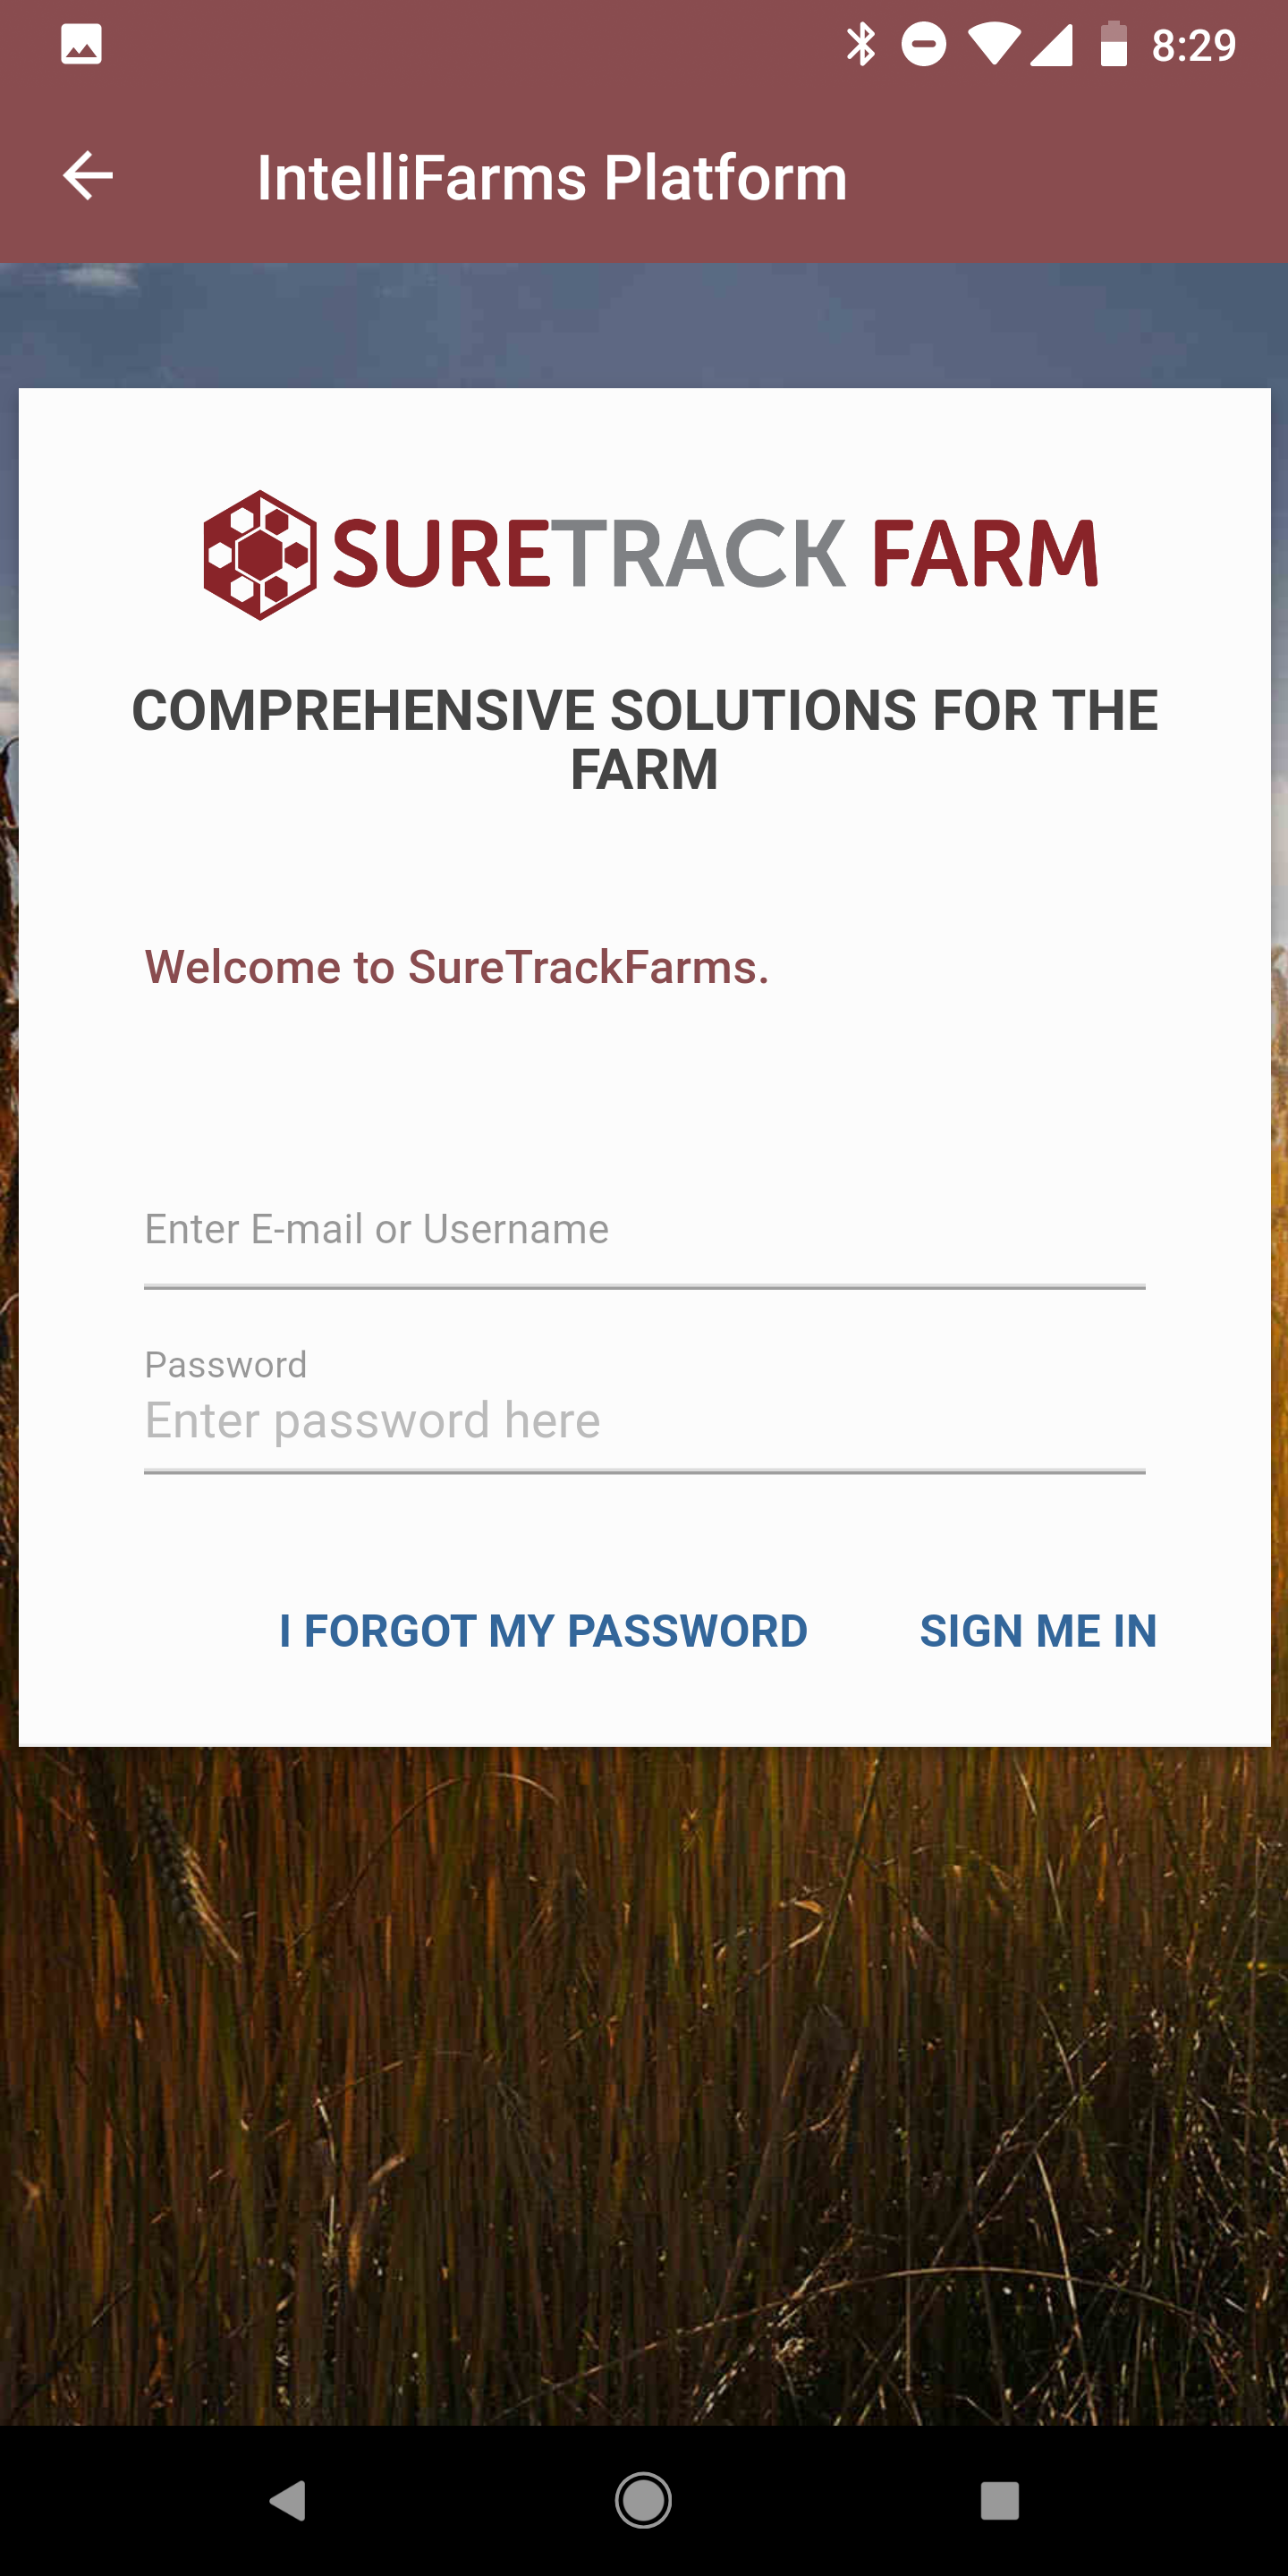 8:29
IntelliFarms Platform
SURETRACK FARM
COMPREHENSIVE SOLUTIONS FOR THE
FARM
Welcome to SureTrackFarms.
Enter E-mail or Username
Password
Enter password here
I FORGOT MY PASSWORD SIGN ME IN